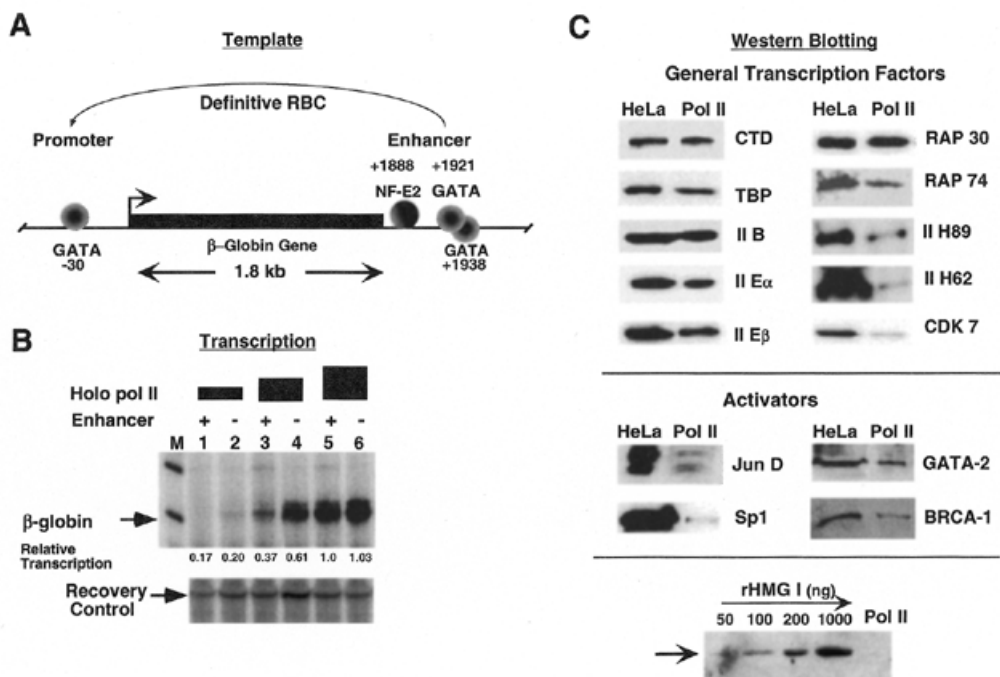 A
Template
Definitive RBC
Promoter
Enhancer
+1888 +1921
NF-E2 GATA
GATA
-30
β-Globin Gene
GATA
+1938
1.8 kb
B
Transcription
Holo pol II
Enhancer + - + - + -
M 1 2 3 4 5 6
β-globin
Relative
Transcription
0.17 0.20 0.37 0.61 1.0 1.03
Recovery
Control
C
Western Blotting
General Transcription Factors
HeLa Pol II
CTD
TBP
II B
II Eα
II Eβ
HeLa Pol II
RAP 30
RAP 74
II H89
II H62
CDK 7
Activators
HeLa Pol II
Jun D
Sp1
HeLa Pol II
GATA-2
BRCA-1
rHMG I (ng)
50 100 200 1000 Pol II